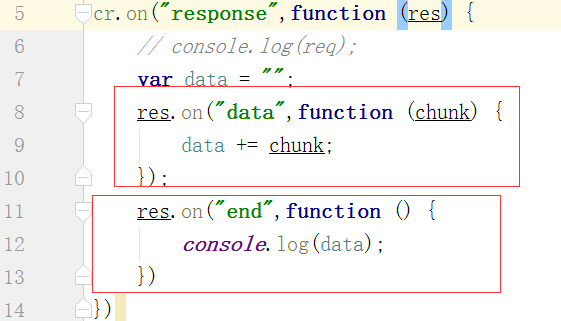 5 cr.on("response",function (res) {
6 // console.log(req);
7 var data = "";
8 res.on("data",function (chunk) {
9 data += chunk;
10 });
11 res.on("end",function () {
12 console.log(data);
13 })
14 })